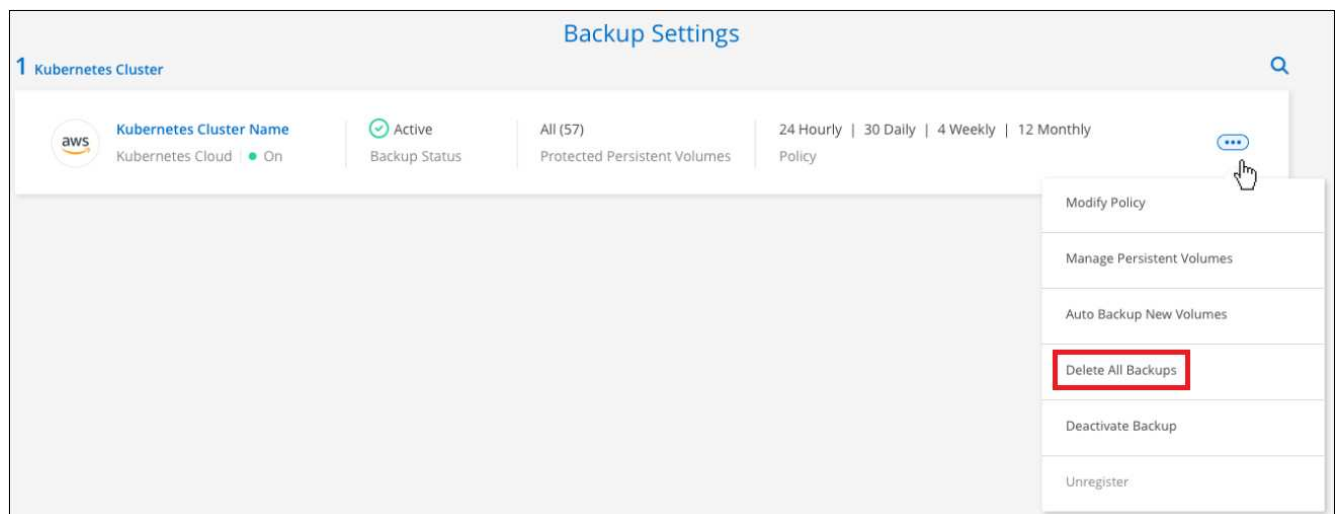 Backup Settings
1 Kubernetes Cluster
aws
Kubernetes Cluster Name
Active
All (57)
24 Hourly | 30 Daily | 4 Weekly | 12 Monthly
Kubernetes Cloud
On
Backup Status
Protected Persistent Volumes
Policy
Modify Policy
Manage Persistent Volumes
Auto Backup New Volumes
Delete All Backups
Deactivate Backup
Unregister